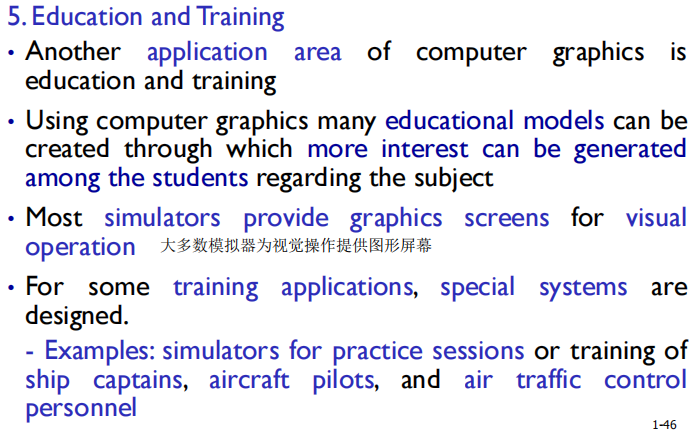 5. Education and Training
• Another application area of computer graphics is
education and training
• Using computer graphics many educational models can be
created through which more interest can be generated
among the students regarding the subject
• Most simulators provide graphics screens for visual
operation 大多数模拟器为视觉操作提供图形屏幕
• For some training applications, special systems are
designed.
- Examples: simulators for practice sessions or training of
ship captains, aircraft pilots, and air traffic control
personnel
1-46